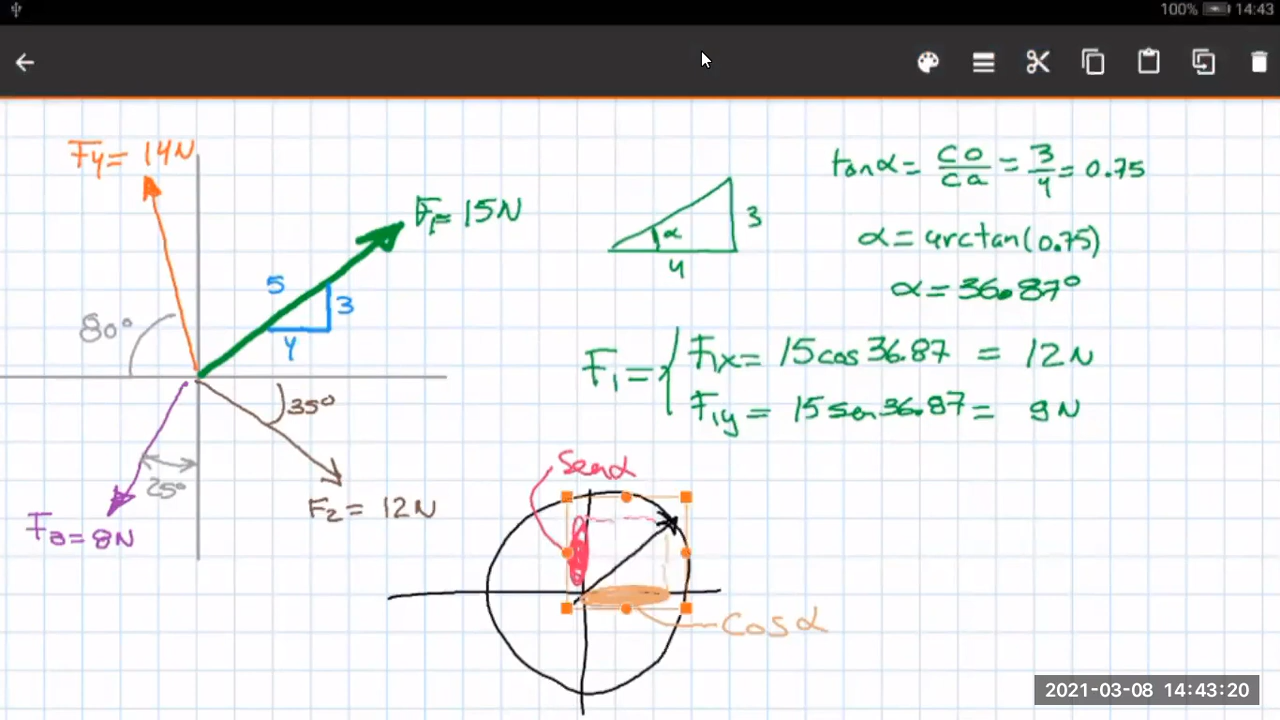 100% 14:43
F4= 14N
F1= 15N
5
3
4
80°
35°
25°
F2= 12N
F3= 8N
α
3
4
tanα= CO/CA = 3/4 = 0.75
α= arctan(0.75)
α= 36.87°
F1= { F1x= 15cos36.87 = 12N
F1y= 15sen36.87= 9N
Senα
Cosα
2021-03-08 14:43:20